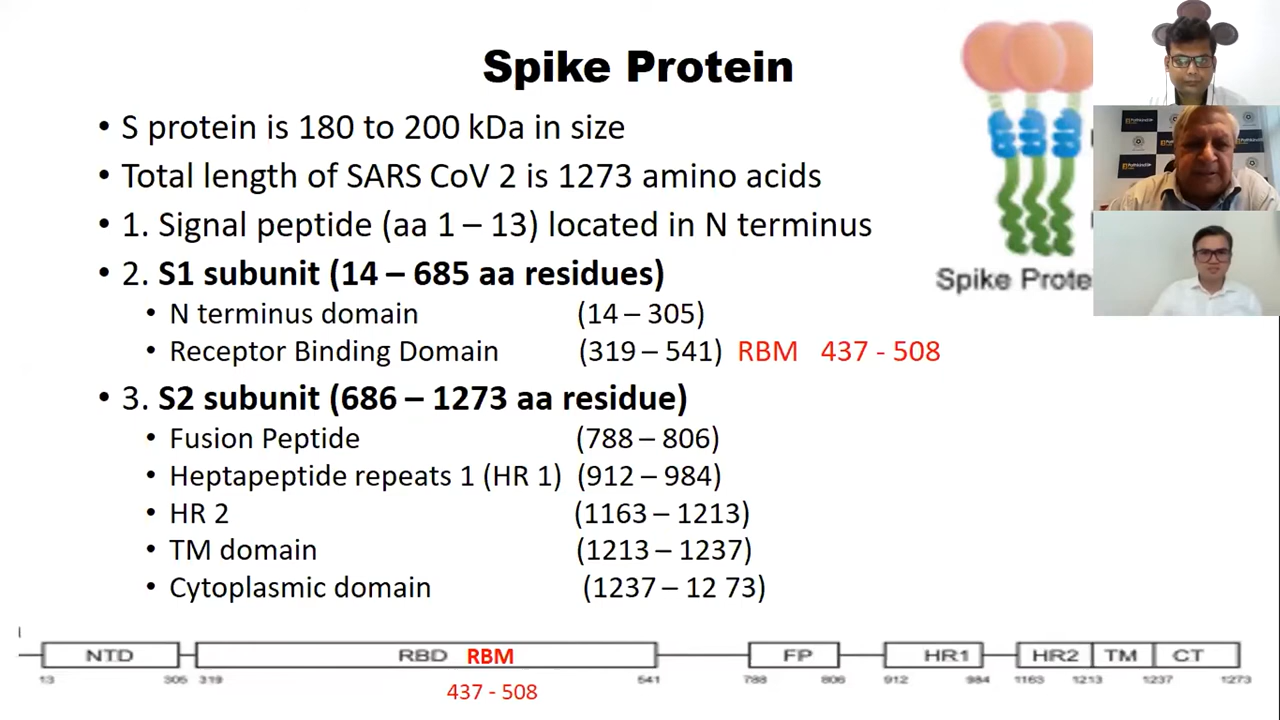 Spike Protein
• S protein is 180 to 200 kDa in size
• Total length of SARS CoV 2 is 1273 amino acids
• 1. Signal peptide (aa 1 – 13) located in N terminus
• 2. S1 subunit (14 – 685 aa residues)
• N terminus domain (14 – 305)
• Receptor Binding Domain (319 – 541) RBM 437 - 508
• 3. S2 subunit (686 – 1273 aa residue)
• Fusion Peptide (788 – 806)
• Heptapeptide repeats 1 (HR 1) (912 – 984)
• HR 2 (1163 – 1213)
• TM domain (1213 – 1237)
• Cytoplasmic domain (1237 – 12 73)
Spike Prote
NTD RBD RBM FP HR1 HR2 TM CT
13 305 319 541 788 806 912 984 1163 1213 1237 1273
437 - 508